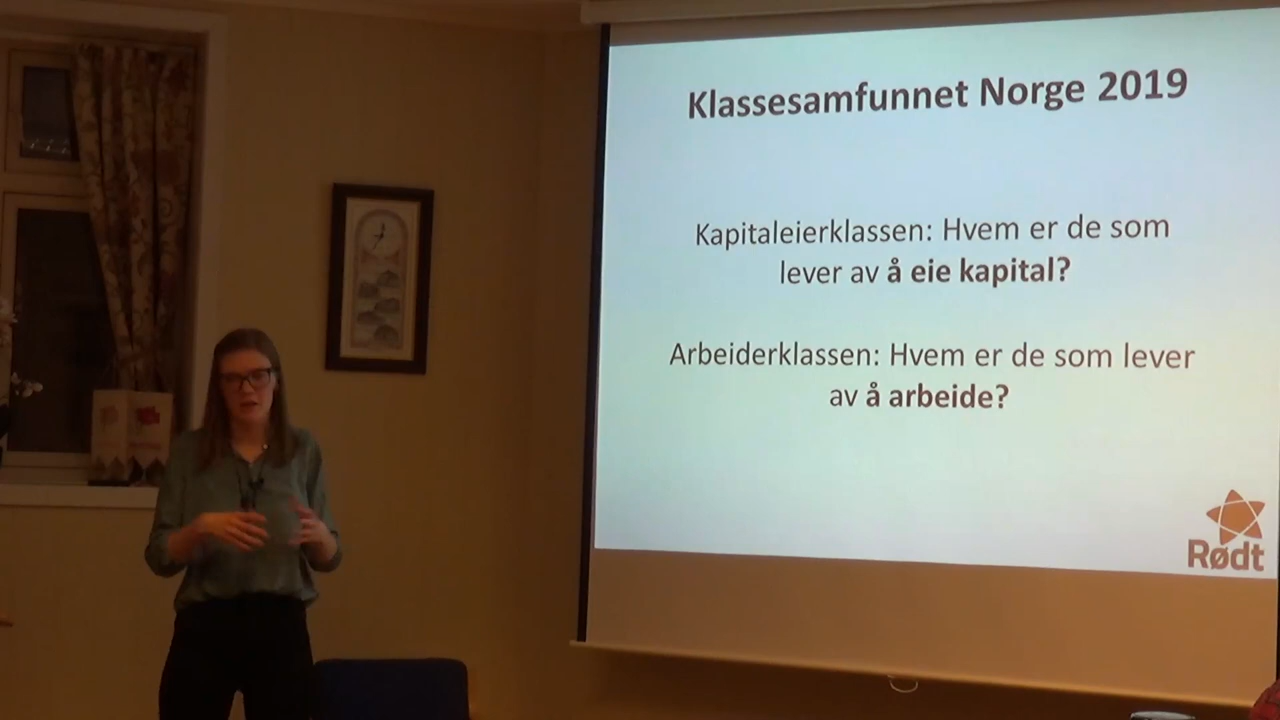 Klassesamfunnet Norge 2019
Kapitaleierklassen: Hvem er de som
lever av å eie kapital?
Arbeiderklassen: Hvem er de som lever
av å arbeide?
Rødt